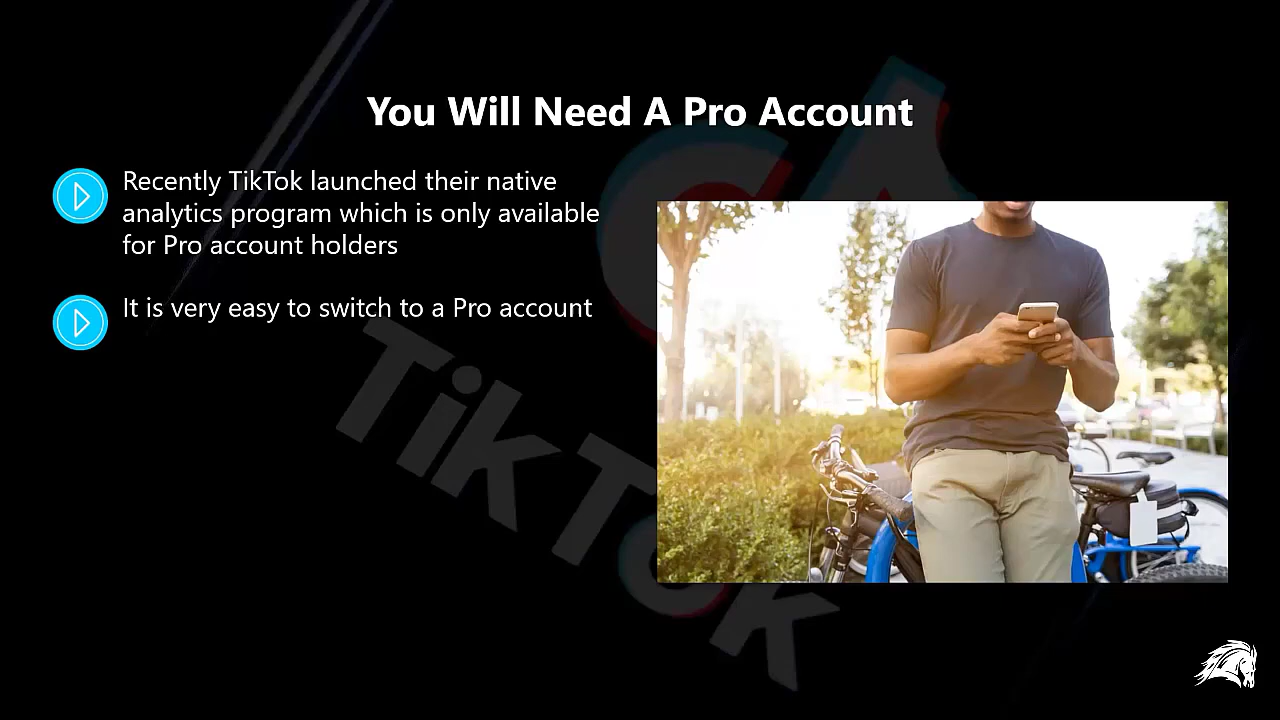 You Will Need A Pro Account
Recently TikTok launched their native
analytics program which is only available
for Pro account holders
It is very easy to switch to a Pro account
TikTok